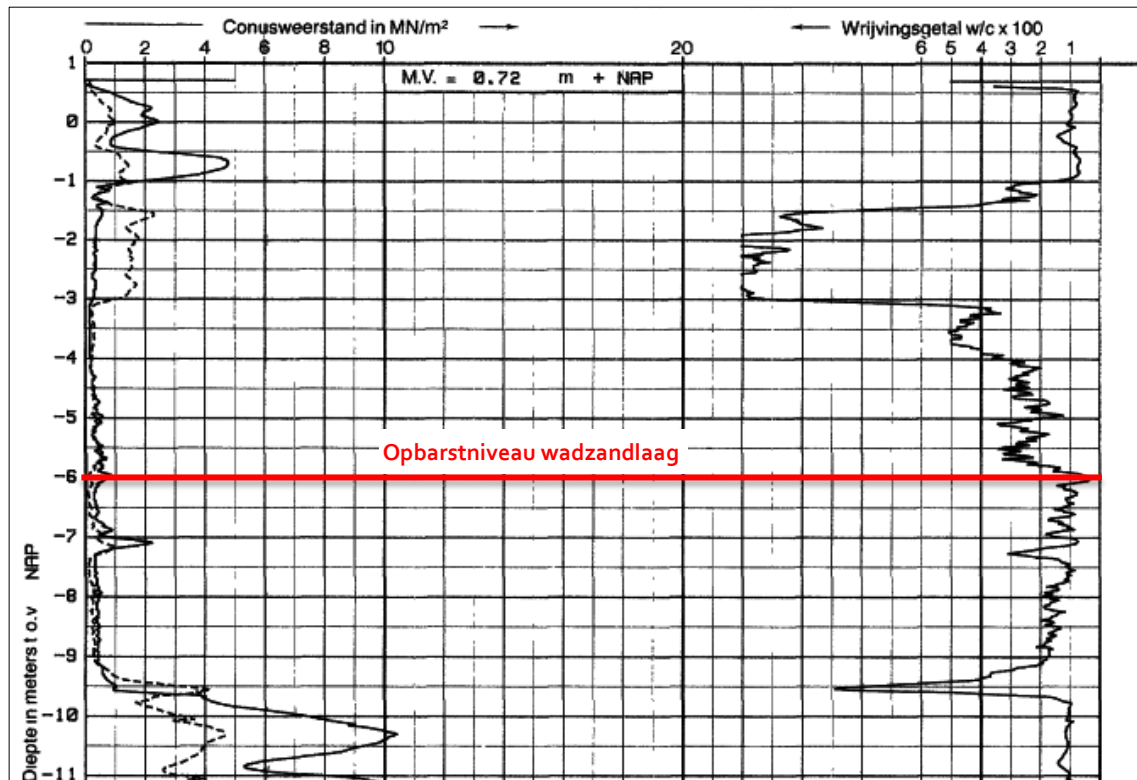 Conusweerstand in MN/m² → ← Wrijvingsgetal w/c x 100
0 2 4 6 8 10 20 6 5 4 3 2 1
M.V. = 0.72 m + NAP
1
0
-1
-2
-3
-4
-5
Opbarstniveau wadzandlaag
-6
-7
-8
-9
-10
-11
Diepte in meters t o.v NAP